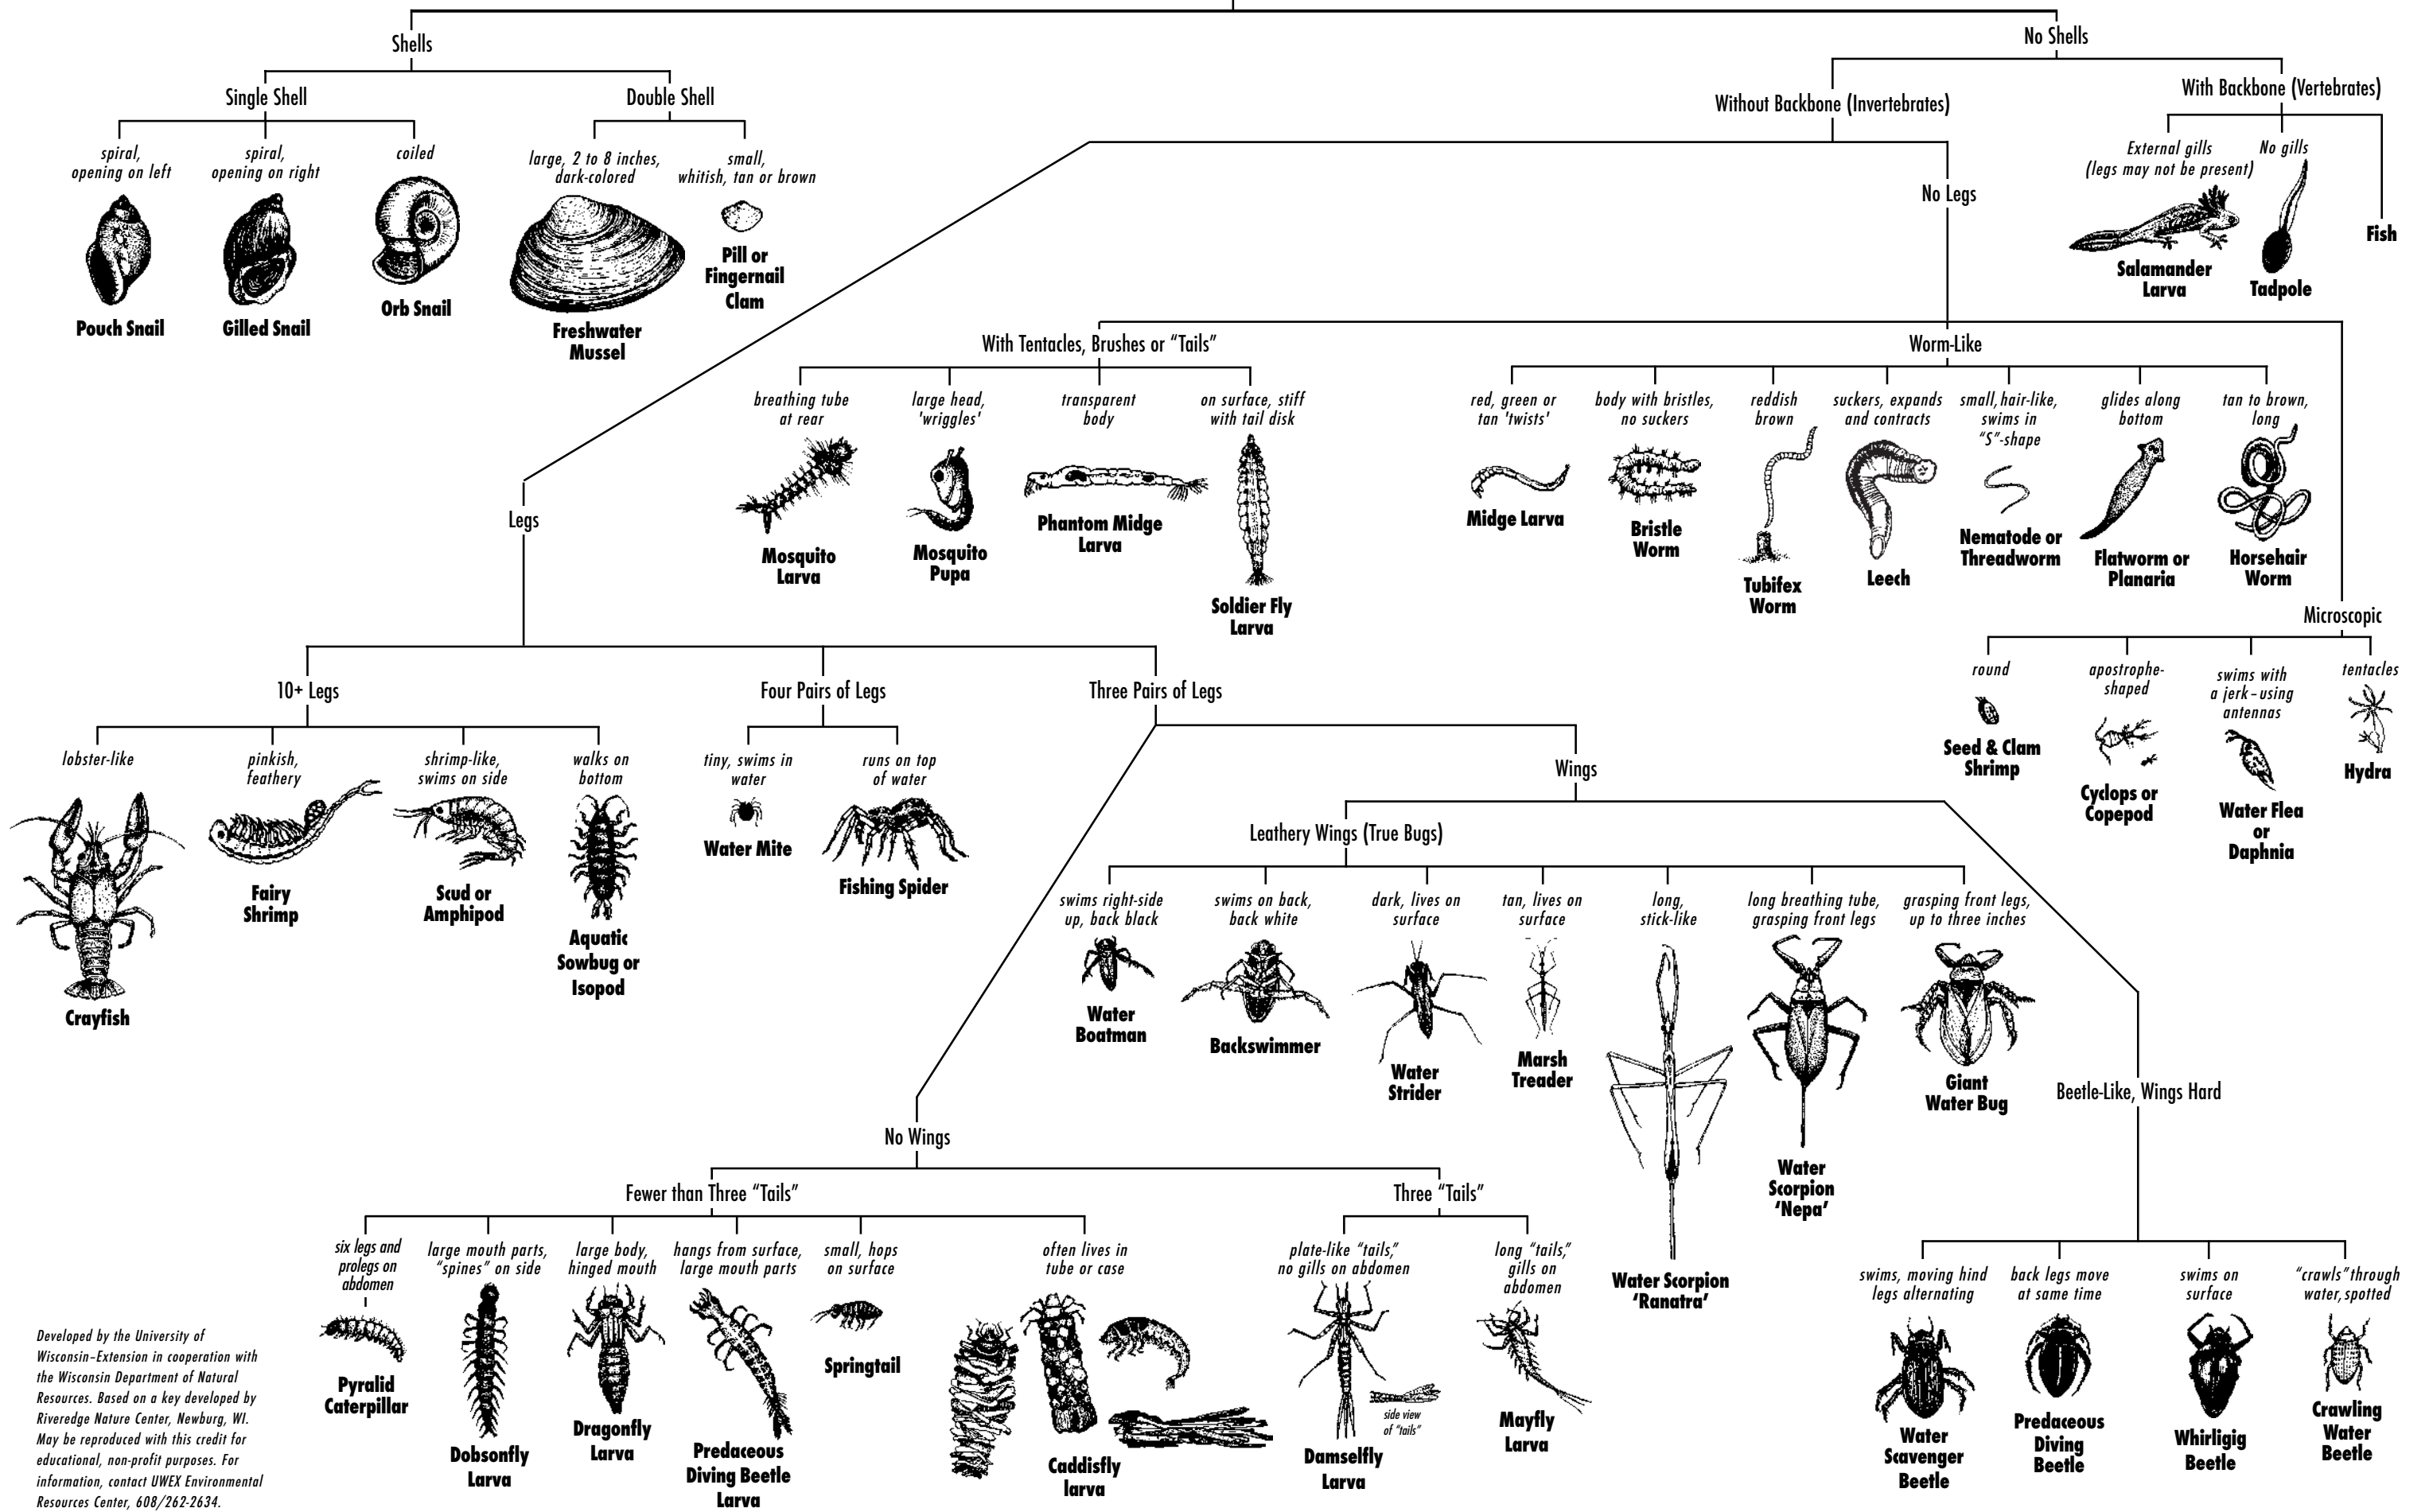 Shells
No Shells
Single Shell
Double Shell
Without Backbone (Invertebrates)
With Backbone (Vertebrates)
spiral,
opening on left
Pouch Snail
spiral,
opening on right
Gilled Snail
coiled
Orb Snail
large, 2 to 8 inches,
dark-colored
Freshwater
Mussel
small,
whitish, tan or brown
Pill or
Fingernail
Clam
External gills
(legs may not be present)
Salamander
Larva
No gills
Tadpole
Fish
No Legs
With Tentacles, Brushes or “Tails”
Worm-Like
breathing tube
at rear
Mosquito
Larva
large head,
'wriggles'
Mosquito
Pupa
transparent
body
Phantom Midge
Larva
on surface, stiff
with tail disk
Soldier Fly
Larva
red, green or
tan 'twists'
Midge Larva
body with bristles,
no suckers
Bristle
Worm
reddish
brown
Tubifex
Worm
suckers, expands
and contracts
Leech
small, hair-like,
swims in
“S”-shape
Nematode or
Threadworm
glides along
bottom
Flatworm or
Planaria
tan to brown,
long
Horsehair
Worm
Microscopic
round
Seed & Clam
Shrimp
apostrophe-
shaped
Cyclops or
Copepod
swims with
a jerk – using
antennas
Water Flea
or
Daphnia
tentacles
Hydra
Legs
10+ Legs
Four Pairs of Legs
Three Pairs of Legs
lobster-like
Crayfish
pinkish,
feathery
Fairy
Shrimp
shrimp-like,
swims on side
Scud or
Amphipod
walks on
bottom
Aquatic
Sowbug or
Isopod
tiny, swims in
water
Water Mite
runs on top
of water
Fishing Spider
Wings
Leathery Wings (True Bugs)
swims right-side
up, back black
Water
Boatman
swims on back,
back white
Backswimmer
dark, lives on
surface
Water
Strider
tan, lives on
surface
Marsh
Treader
long,
stick-like
Water Scorpion
‘Ranatra’
long breathing tube,
grasping front legs
Water
Scorpion
‘Nepa’
grasping front legs,
up to three inches
Giant
Water Bug
Beetle-Like, Wings Hard
swims, moving hind
legs alternating
Water
Scavenger
Beetle
back legs move
at same time
Predaceous
Diving
Beetle
swims on
surface
Whirligig
Beetle
“crawls” through
water, spotted
Crawling
Water
Beetle
No Wings
Fewer than Three “Tails”
Three “Tails”
six legs and
prolegs on
abdomen
Pyralid
Caterpillar
large mouth parts,
“spines” on side
Dobsonfly
Larva
large body,
hinged mouth
Dragonfly
Larva
hangs from surface,
large mouth parts
Predaceous
Diving Beetle
Larva
small, hops
on surface
Springtail
often lives in
tube or case
Caddisfly
larva
plate-like “tails,”
no gills on abdomen
side view
of “tails”
Damselfly
Larva
long “tails,”
gills on
abdomen
Mayfly
Larva
Developed by the University of
Wisconsin–Extension in cooperation with
the Wisconsin Department of Natural
Resources. Based on a key developed by
Riveredge Nature Center, Newburg, WI.
May be reproduced with this credit for
educational, non-profit purposes. For
information, contact UWEX Environmental
Resources Center, 608/262-2634.